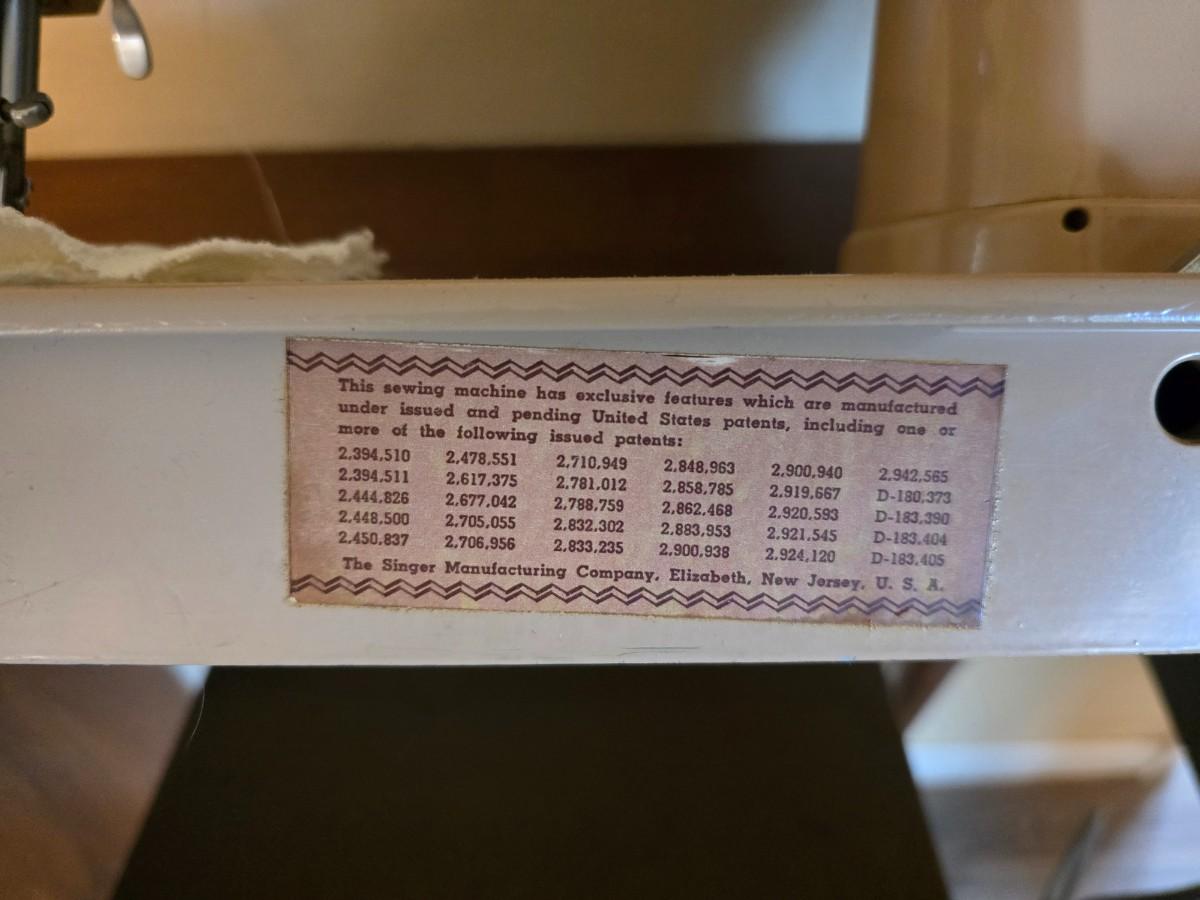 This sewing machine has exclusive features which are manufactured
under issued and pending United States patents, including one or
more of the following issued patents:
2,394,510 2,478,551 2,710,949 2,848,963 2,900,940 2,942,565
2,394,511 2,617,375 2,781,012 2,858,785 2,919,667 D-180,373
2,444,826 2,677,042 2,788,759 2,862,468 2,920,593 D-183,390
2,448,500 2,705,055 2,832,302 2,883,953 2,921,545 D-183,404
2,450,837 2,706,956 2,833,235 2,900,938 2,924,120 D-183,405
The Singer Manufacturing Company, Elizabeth, New Jersey, U. S. A.